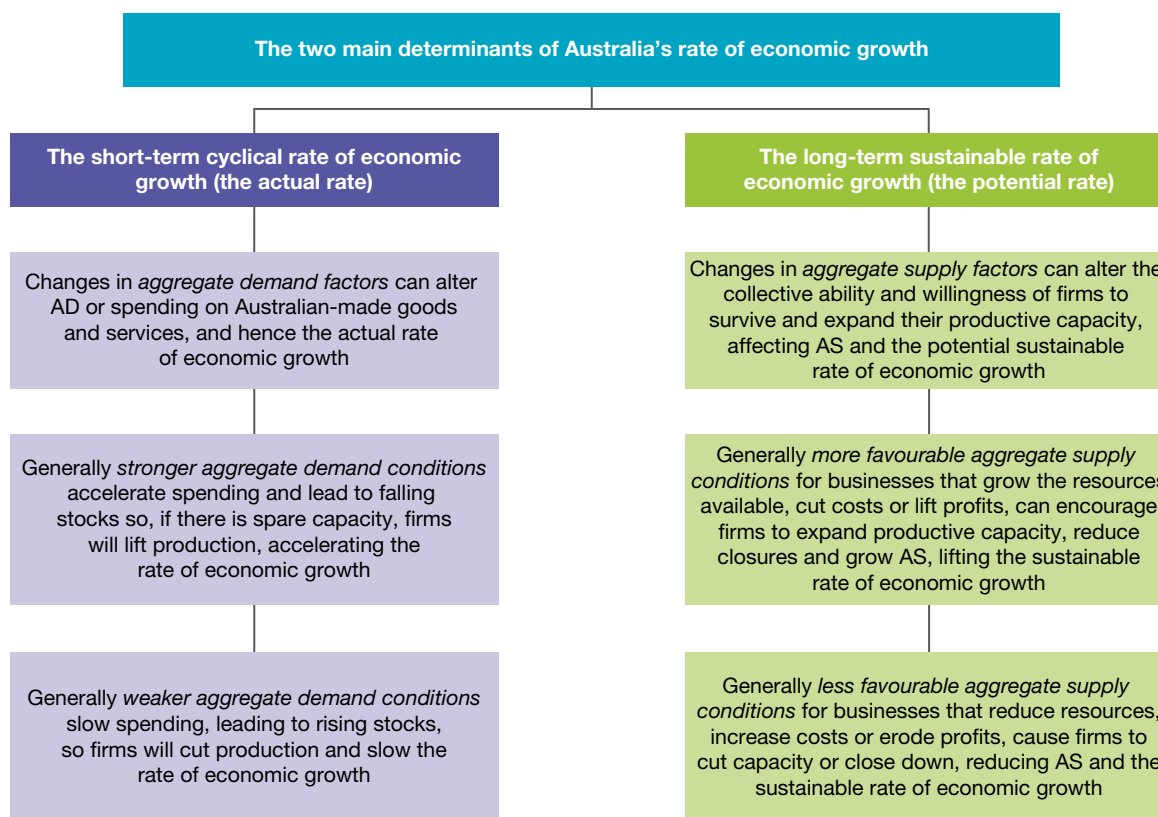 The two main determinants of Australia's rate of economic growth
The short-term cyclical rate of economic
growth (the actual rate)
Changes in aggregate demand factors can alter
AD or spending on Australian-made goods
and services, and hence the actual rate
of economic growth
Generally stronger aggregate demand conditions
accelerate spending and lead to falling
stocks so, if there is spare capacity, firms
will lift production, accelerating the
rate of economic growth
Generally weaker aggregate demand conditions
slow spending, leading to rising stocks,
so firms will cut production and slow the
rate of economic growth
The long-term sustainable rate of
economic growth (the potential rate)
Changes in aggregate supply factors can alter the
collective ability and willingness of firms to
survive and expand their productive capacity,
affecting AS and the potential sustainable
rate of economic growth
Generally more favourable aggregate supply
conditions for businesses that grow the resources
available, cut costs or lift profits, can encourage
firms to expand productive capacity, reduce
closures and grow AS, lifting the sustainable
rate of economic growth
Generally less favourable aggregate supply
conditions for businesses that reduce resources,
increase costs or erode profits, cause firms to
cut capacity or close down, reducing AS and the
sustainable rate of economic growth